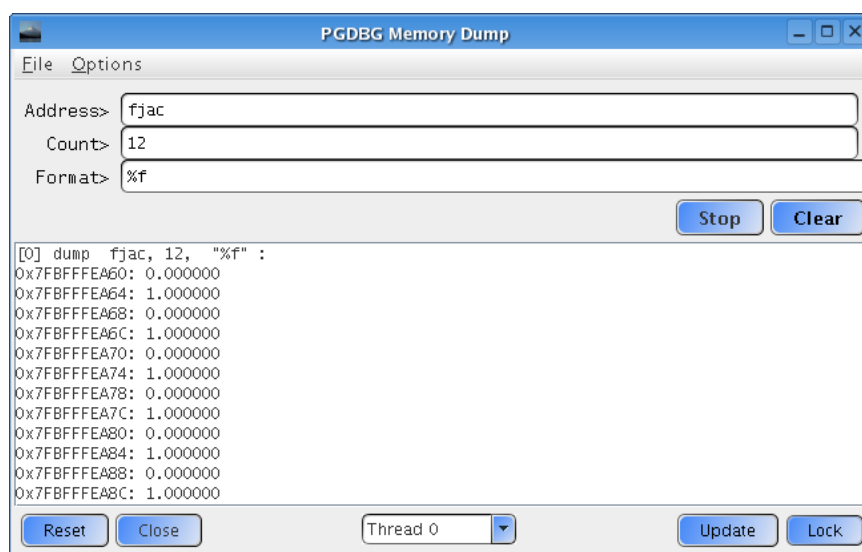 PGDBG Memory Dump
File Options
Address> fjac
Count> 12
Format> %f
Stop Clear
[0] dump fjac, 12, "%f" :
0x7FBFFFEA60: 0.000000
0x7FBFFFEA64: 1.000000
0x7FBFFFEA68: 0.000000
0x7FBFFFEA6C: 1.000000
0x7FBFFFEA70: 0.000000
0x7FBFFFEA74: 1.000000
0x7FBFFFEA78: 0.000000
0x7FBFFFEA7C: 1.000000
0x7FBFFFEA80: 0.000000
0x7FBFFFEA84: 1.000000
0x7FBFFFEA88: 0.000000
0x7FBFFFEA8C: 1.000000
Reset Close Thread 0 Update Lock